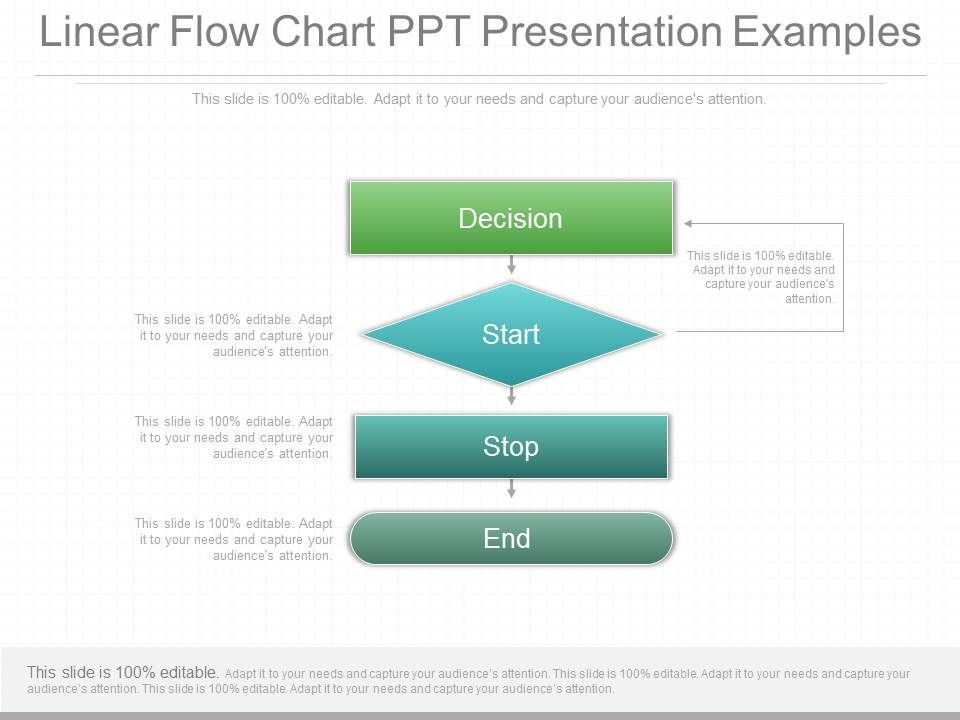 Linear Flow Chart PPT Presentation Examples
This slide is 100% editable. Adapt it to your needs and capture your audience's attention.
Decision
This slide is 100% editable.
Adapt it to your needs and
capture your audience's
attention.
This slide is 100% editable. Adapt
it to your needs and capture your
audience's attention.
Start
This slide is 100% editable. Adapt
it to your needs and capture your
audience's attention.
Stop
This slide is 100% editable. Adapt
it to your needs and capture your
audience's attention.
End
This slide is 100% editable. Adapt it to your needs and capture your audience's attention. This slide is 100% editable. Adapt it to your needs and capture your
audience's attention. This slide is 100% editable. Adapt it to your needs and capture your audience's attention.